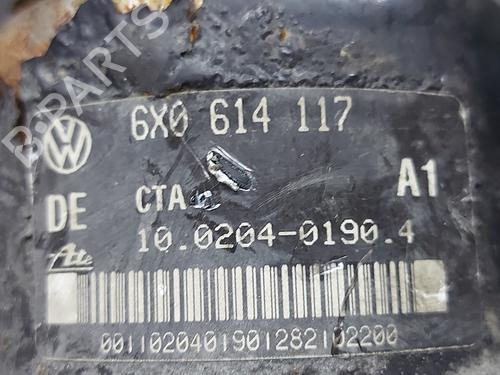 B-PARTS
6X0 614 117
DE CTA A1
10.0204-0190.4
Ate
0011020401901282102200